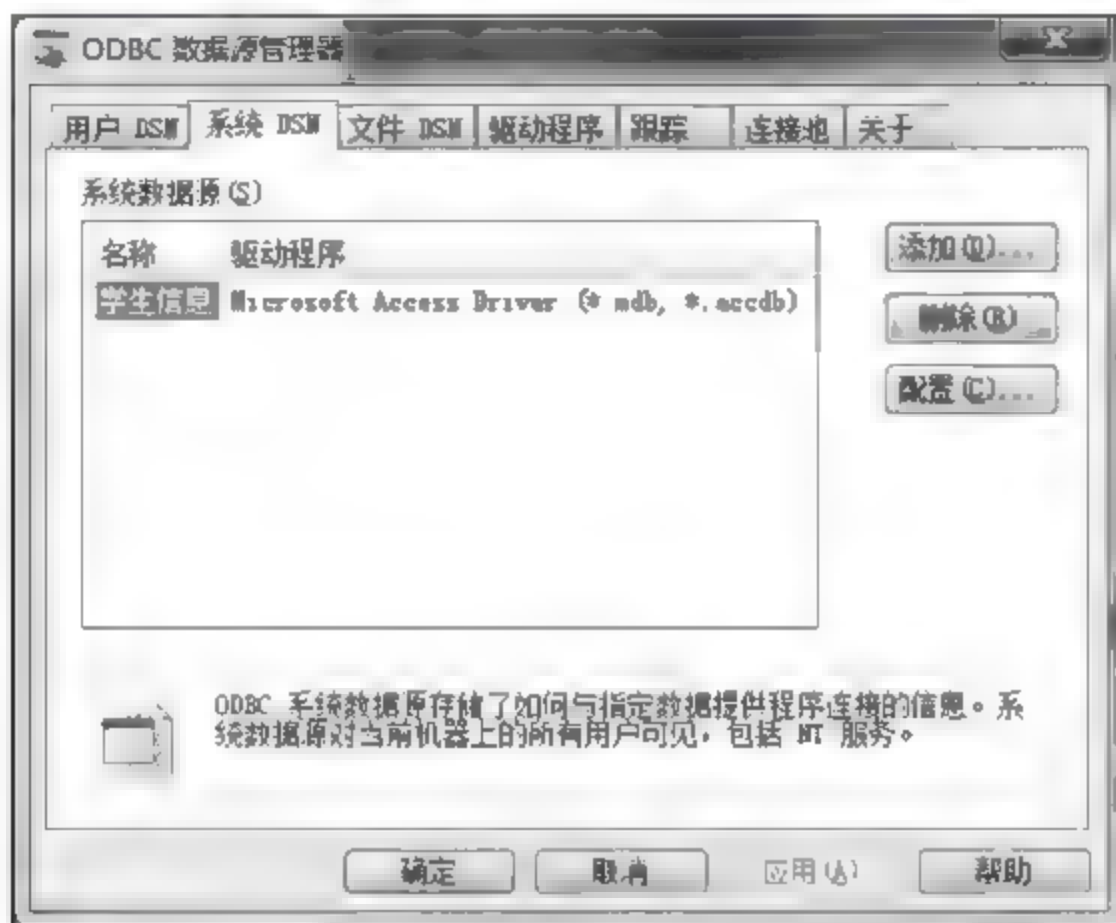 ODBC 数据源管理器
用户 DSN 系统 DSN 文件 DSN 驱动程序 跟踪 连接池 关于
系统数据源(S)
名称 驱动程序
学生信息 Microsoft Access Driver (*.mdb, *.accdb)
添加(D)...
删除(R)
配置(C)...
ODBC 系统数据源存储了如何与指定数据提供程序连接的信息。系
统数据源对当前机器上的所有用户可见，包括 NT 服务。
确定 取消 应用(A) 帮助